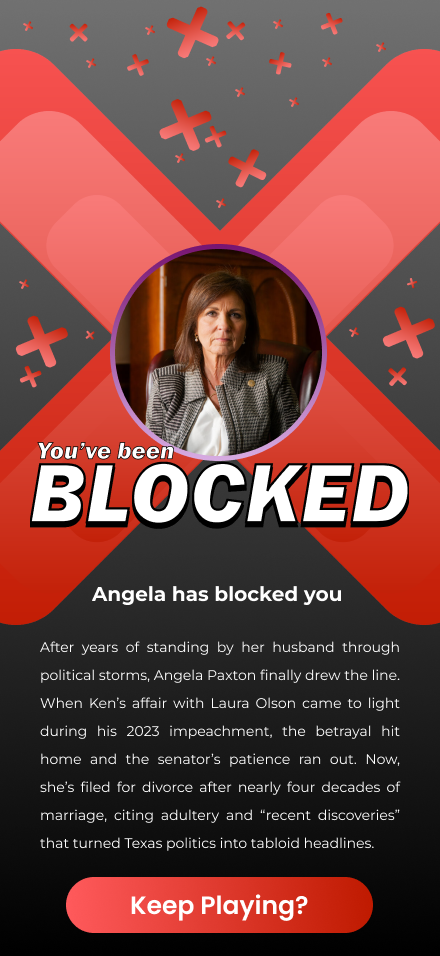 You’ve been
BLOCKED
Angela has blocked you
After years of standing by her husband through
political storms, Angela Paxton finally drew the line.
When Ken’s affair with Laura Olson came to light
during his 2023 impeachment, the betrayal hit
home and the senator’s patience ran out. Now,
she’s filed for divorce after nearly four decades of
marriage, citing adultery and “recent discoveries”
that turned Texas politics into tabloid headlines.
Keep Playing?